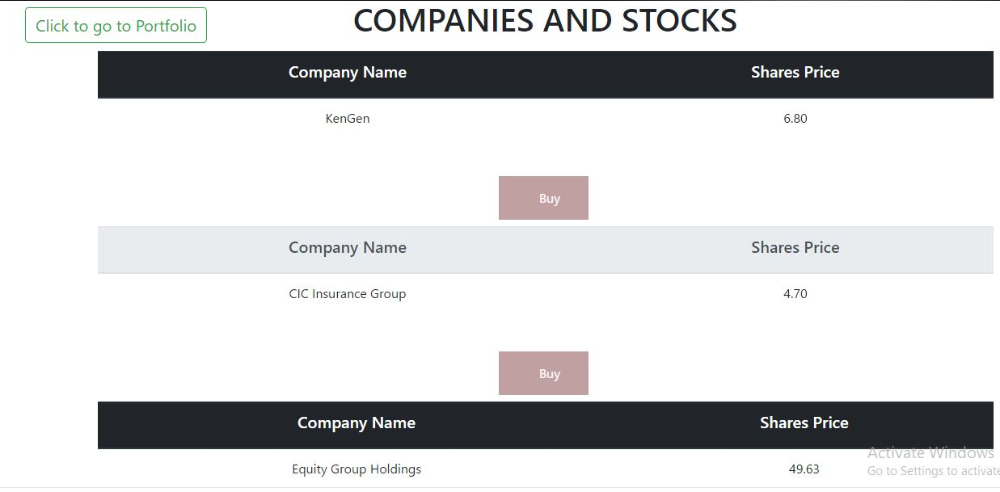 Click to go to Portfolio
COMPANIES AND STOCKS
Company Name Shares Price
KenGen 6.80
Buy
Company Name Shares Price
CIC Insurance Group 4.70
Buy
Company Name Shares Price
Equity Group Holdings 49.63
Activate Windows
Go to Settings to activate